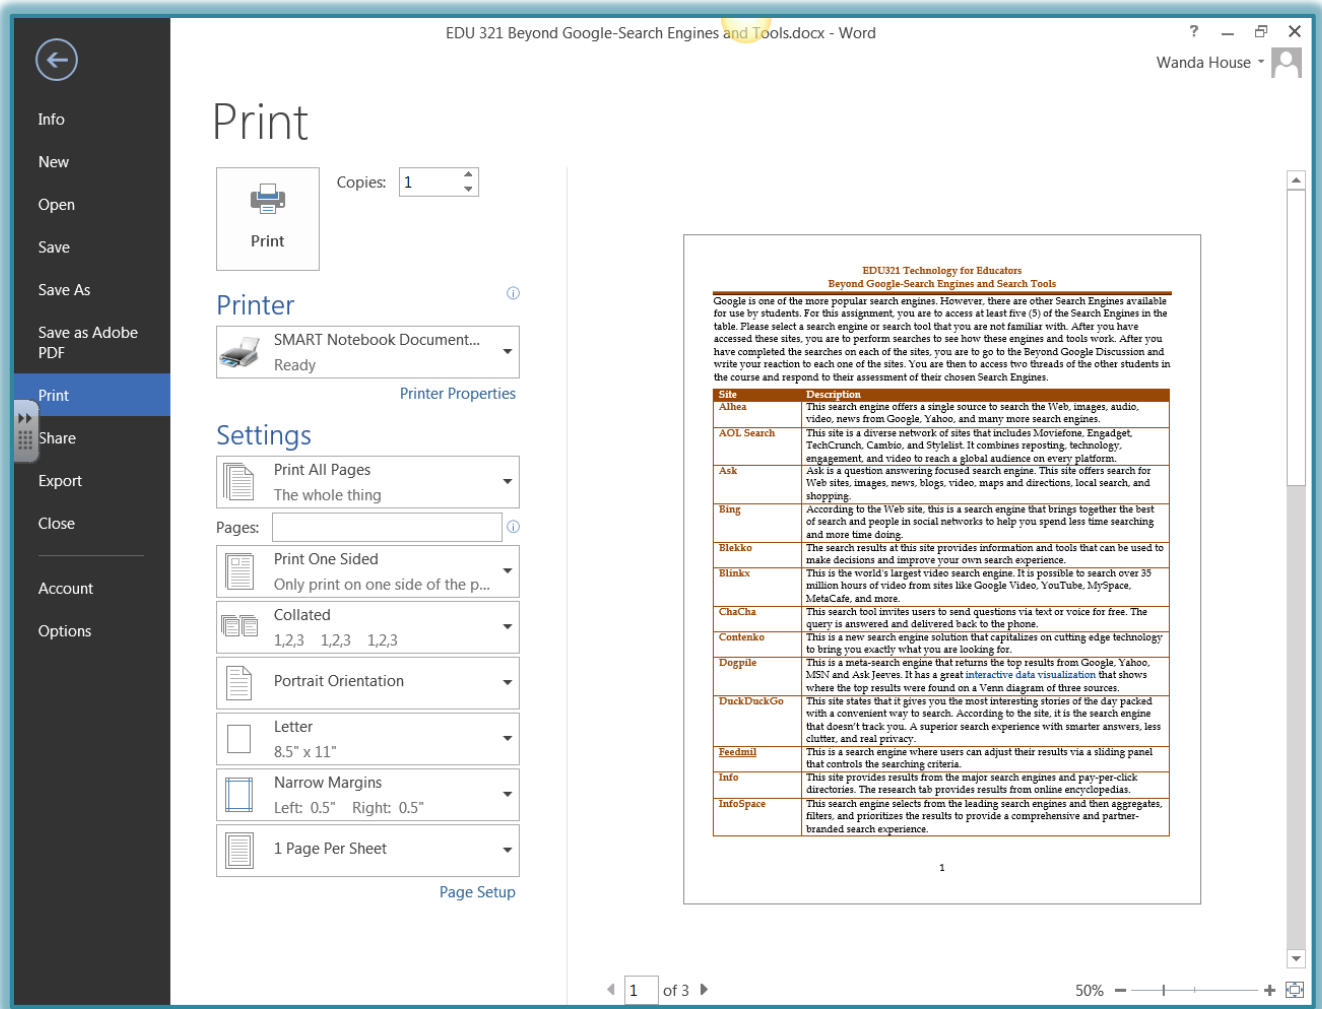 EDU 321 Beyond Google-Search Engines and Tools.docx - Word
?
Wanda House
Info
New
Open
Save
Save As
Save as Adobe
PDF
Print
Share
Export
Close
Account
Options
Print
Print
Copies: 1
Printer
SMART Notebook Document...
Ready
Printer Properties
Settings
Print All Pages
The whole thing
Pages:
Print One Sided
Only print on one side of the p...
Collated
1,2,3 1,2,3 1,2,3
Portrait Orientation
Letter
8.5" x 11"
Narrow Margins
Left: 0.5" Right: 0.5"
1 Page Per Sheet
Page Setup
EDU321 Technology for Educators
Beyond Google-Search Engines and Search Tools
Google is one of the more popular search engines. However, there are other Search Engines available
for use by students. For this assignment, you are to access at least five (5) of the Search Engines in the
table. Please select a search engine or search tool that you are not familiar with. After you have
accessed these sites, you are to perform searches to see how these engines and tools work. After you
have completed the searches on each of the sites, you are to go to the Beyond Google Discussion and
write your reaction to each one of the sites. You are then to access two threads of the other students in
the course and respond to their assessment of their chosen Search Engines.
Site Description
Alhea This search engine offers a single source to search the Web, images, audio,
video, news from Google, Yahoo, and many more search engines.
AOL Search This site is a diverse network of sites that includes Moviefone, Engadget,
TechCrunch, Cambio, and Stylelist. It combines reposting, technology,
engagement, and video to reach a global audience on every platform.
Ask Ask is a question answering focused search engine. This site offers search for
Web sites, images, news, blogs, video, maps and directions, local search, and
shopping.
Bing According to the Web site, this is a search engine that brings together the best
of search and people in social networks to help you spend less time searching
and more time doing.
Blekko The search results at this site provides information and tools that can be used to
make decisions and improve your own search experience.
Blinkx This is the world's largest video search engine. It is possible to search over 35
million hours of video from sites like Google Video, YouTube, MySpace,
MetaCafe, and more.
ChaCha This search tool invites users to send questions via text or voice for free. The
query is answered and delivered back to the phone.
Contenko This is a new search engine solution that capitalizes on cutting edge technology
to bring you exactly what you are looking for.
Dogpile This is a meta-search engine that returns the top results from Google, Yahoo,
MSN and Ask Jeeves. It has a great interactive data visualization that shows
where the top results were found on a Venn diagram of three sources.
DuckDuckGo This site states that it gives you the most interesting stories of the day packed
with a convenient way to search. According to the site, it is the search engine
that doesn't track you. A superior search experience with smarter answers, less
clutter, and real privacy.
Feedmil This is a search engine where users can adjust their results via a sliding panel
that controls the searching criteria.
Info This site provides results from the major search engines and pay-per-click
directories. The research tab provides results from online encyclopedias.
InfoSpace This search engine selects from the leading search engines and then aggregates,
filters, and prioritizes the results to provide a comprehensive and partner-
branded search experience.
1
1 of 3
50%